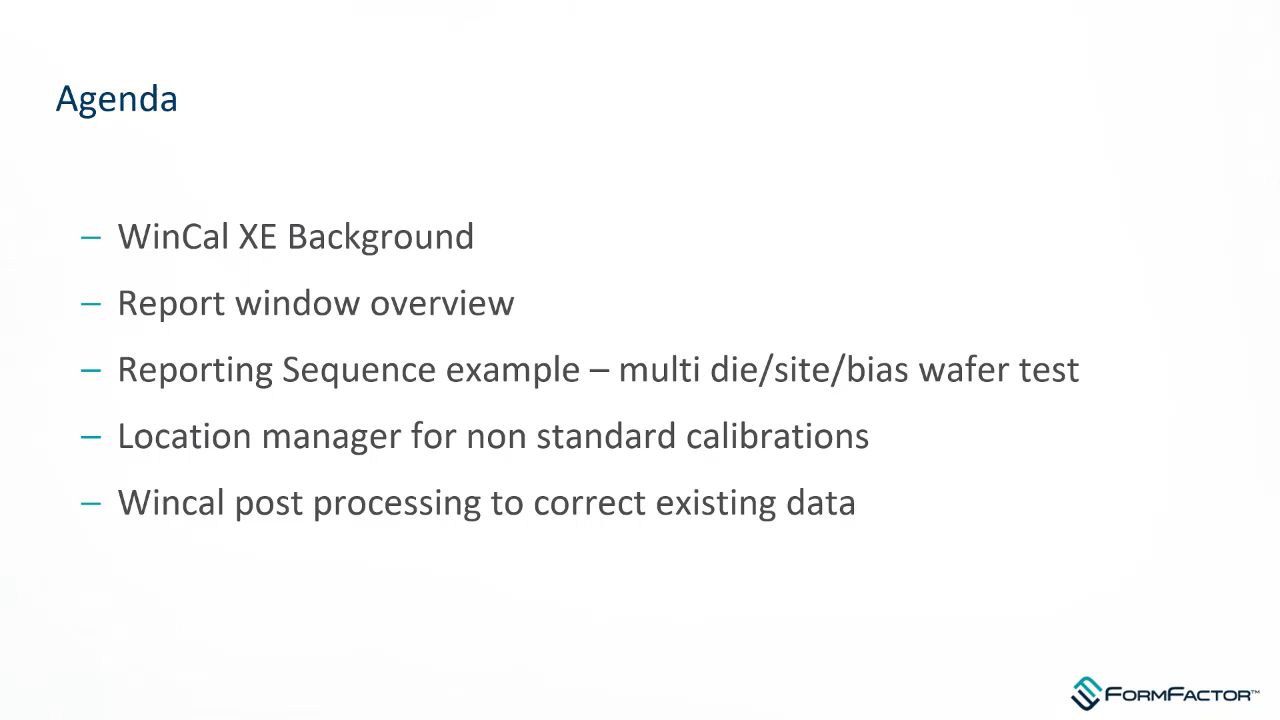 Agenda
– WinCal XE Background
– Report window overview
– Reporting Sequence example – multi die/site/bias wafer test
– Location manager for non standard calibrations
– Wincal post processing to correct existing data
FORMFACTOR™